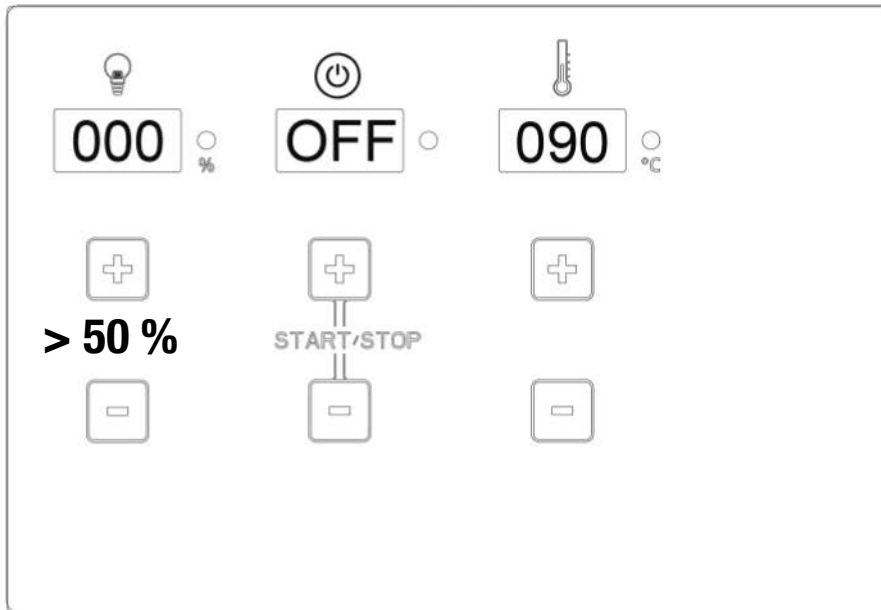 000 OFF 090
% °C
+ + +
> 50 % START/STOP
- - -